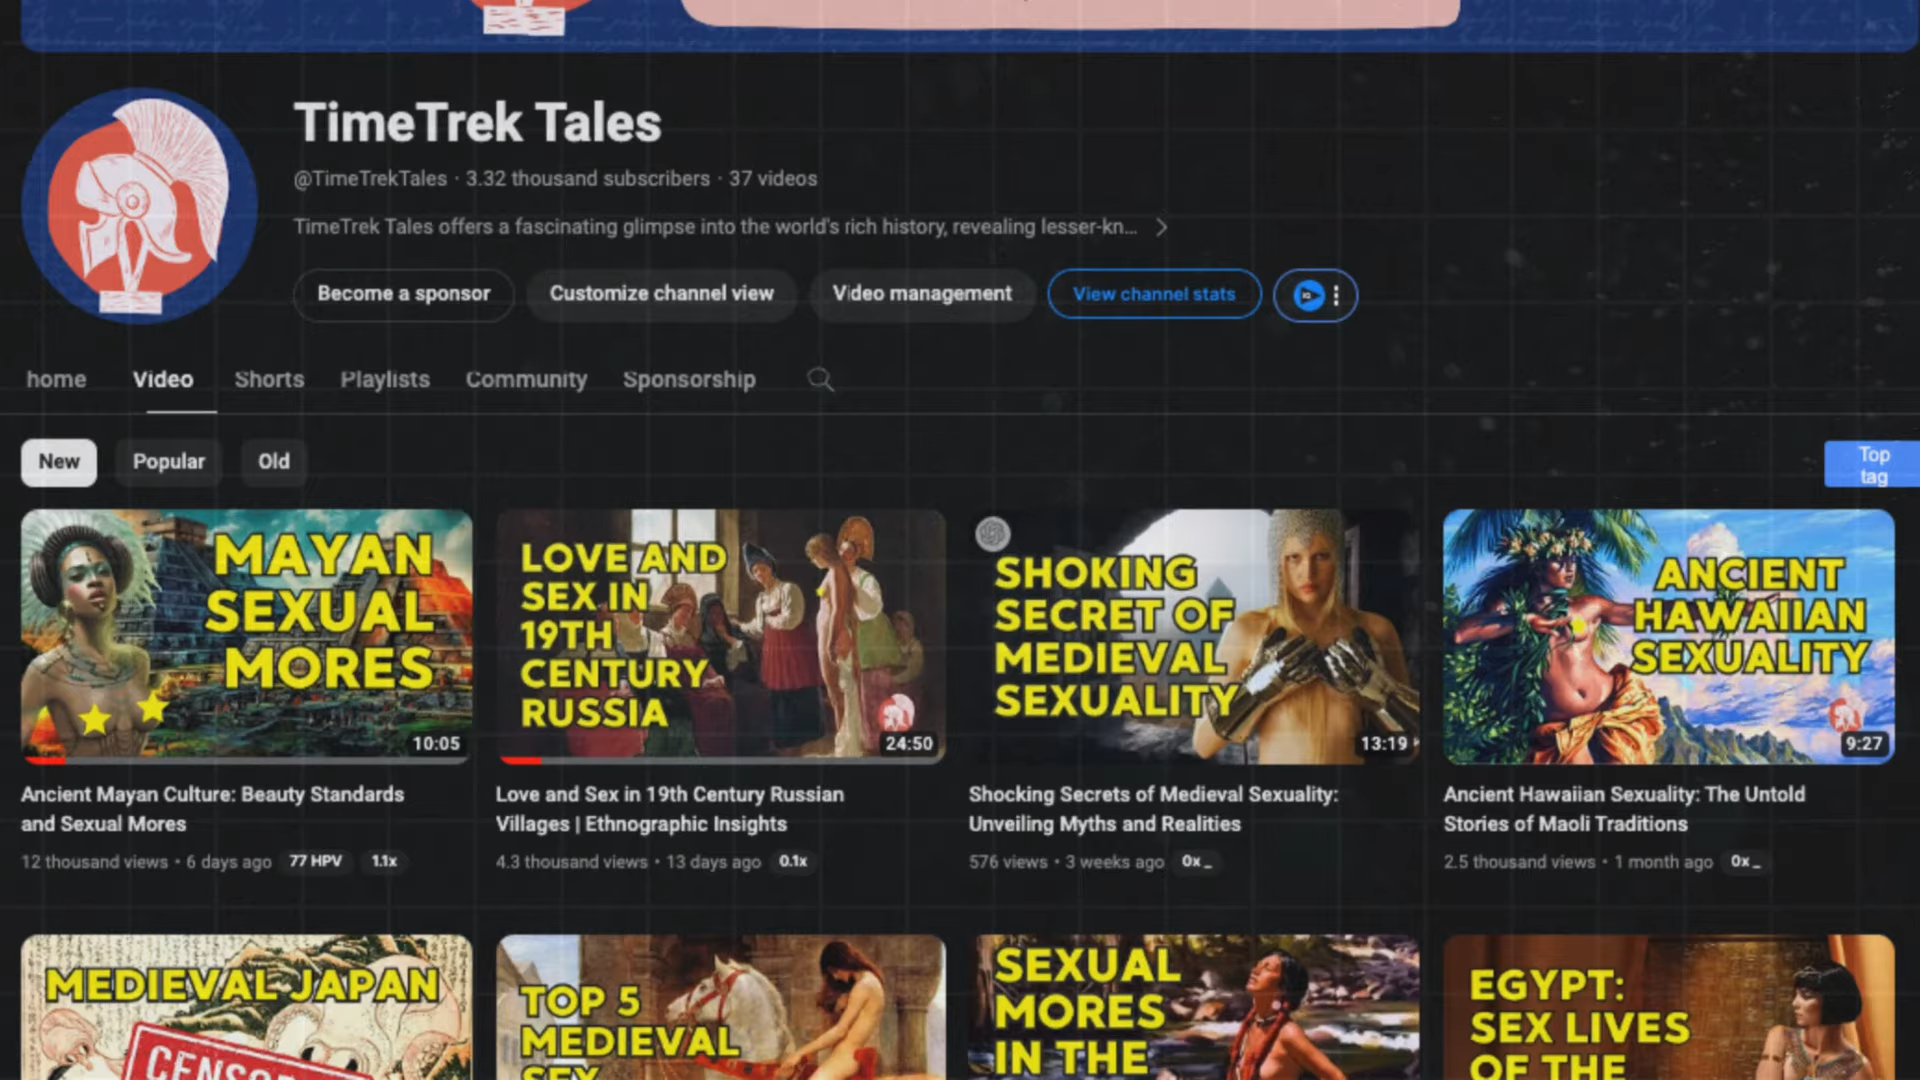 TimeTrek Tales
@TimeTrekTales · 3.32 thousand subscribers · 37 videos
TimeTrek Tales offers a fascinating glimpse into the world's rich history, revealing lesser-kn...
Become a sponsor
Customize channel view
Video management
View channel stats
home
Video
Shorts
Playlists
Community
Sponsorship
New
Popular
Old
Top
tag
MAYAN
SEXUAL
MORES
10:05
LOVE AND
SEX IN
19TH
CENTURY
RUSSIA
24:50
SHOKING
SECRET OF
MEDIEVAL
SEXUALITY
13:19
ANCIENT
HAWAIIAN
SEXUALITY
9:27
Ancient Mayan Culture: Beauty Standards
and Sexual Mores
12 thousand views • 6 days ago 77 HPV 1.1x
Love and Sex in 19th Century Russian
Villages | Ethnographic Insights
4.3 thousand views • 13 days ago 0.1x
Shocking Secrets of Medieval Sexuality:
Unveiling Myths and Realities
576 views • 3 weeks ago 0x _
Ancient Hawaiian Sexuality: The Untold
Stories of Maoli Traditions
2.5 thousand views • 1 month ago 0x _
MEDIEVAL JAPAN
TOP 5
MEDIEVAL
SEX
SEXUAL
MORES
IN THE
EGYPT:
SEX LIVES
OF THE